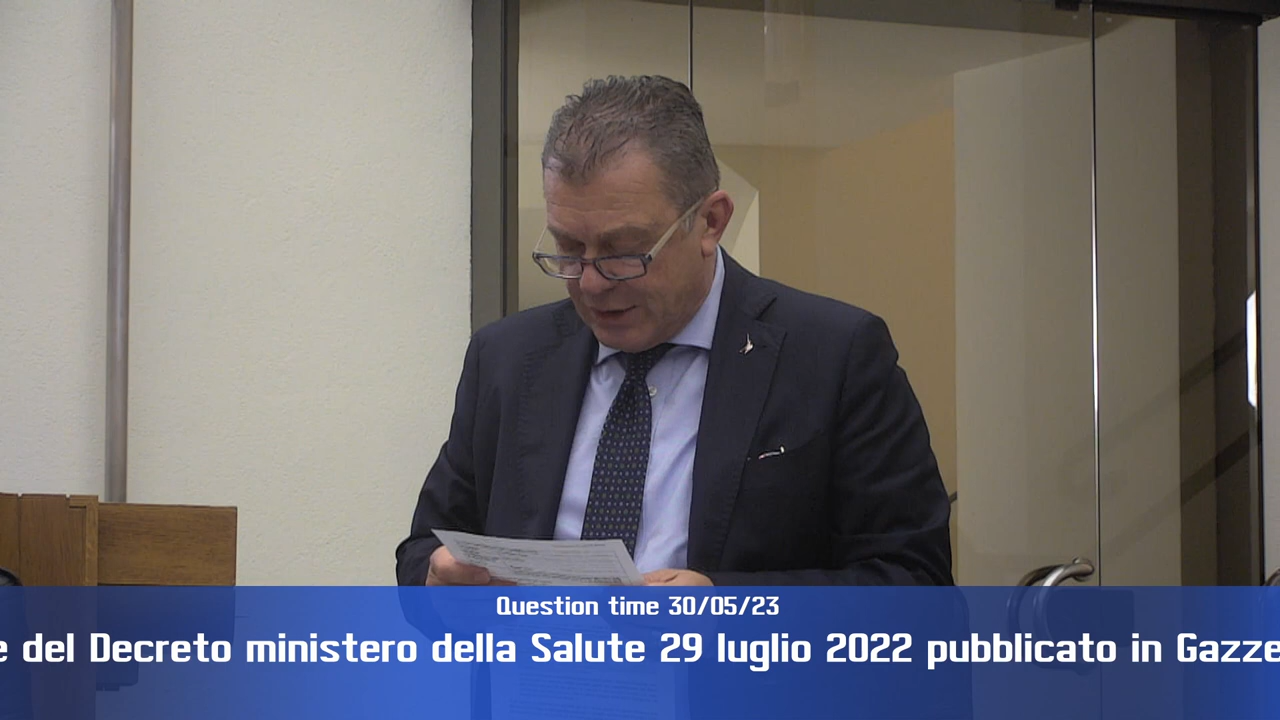 Question time 30/05/23
e del Decreto ministero della Salute 29 luglio 2022 pubblicato in Gazze